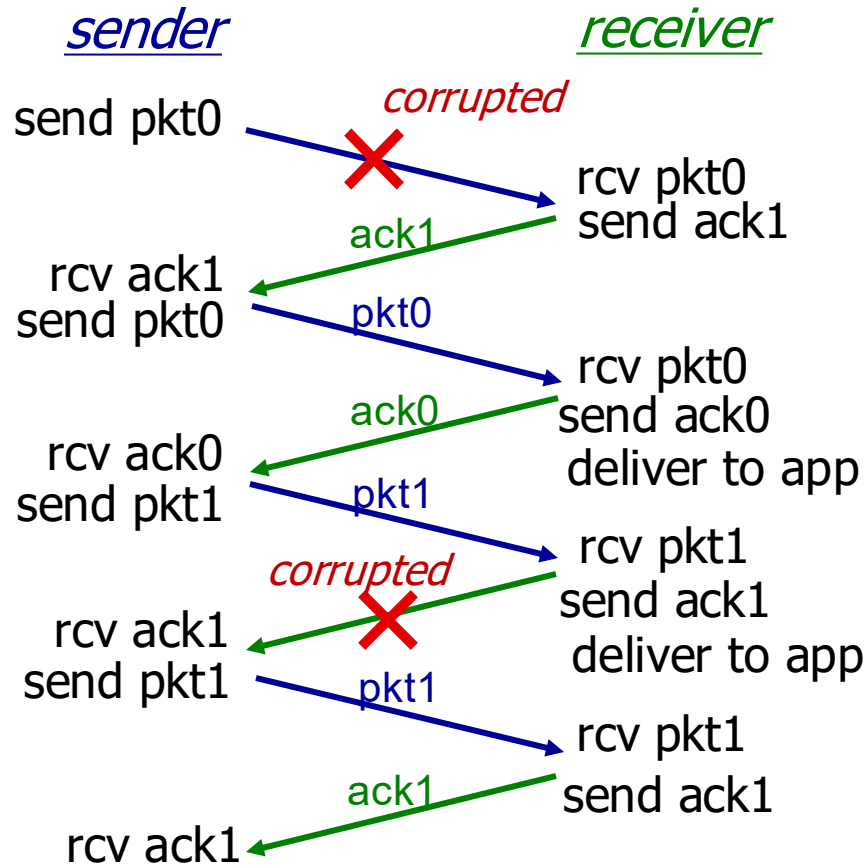 sender
receiver
corrupted
send pkt0
rcv pkt0
send ack1
ack1
rcv ack1
send pkt0
pkt0
rcv pkt0
send ack0
deliver to app
ack0
rcv ack0
send pkt1
pkt1
rcv pkt1
send ack1
deliver to app
corrupted
rcv ack1
send pkt1
pkt1
rcv pkt1
send ack1
ack1
rcv ack1